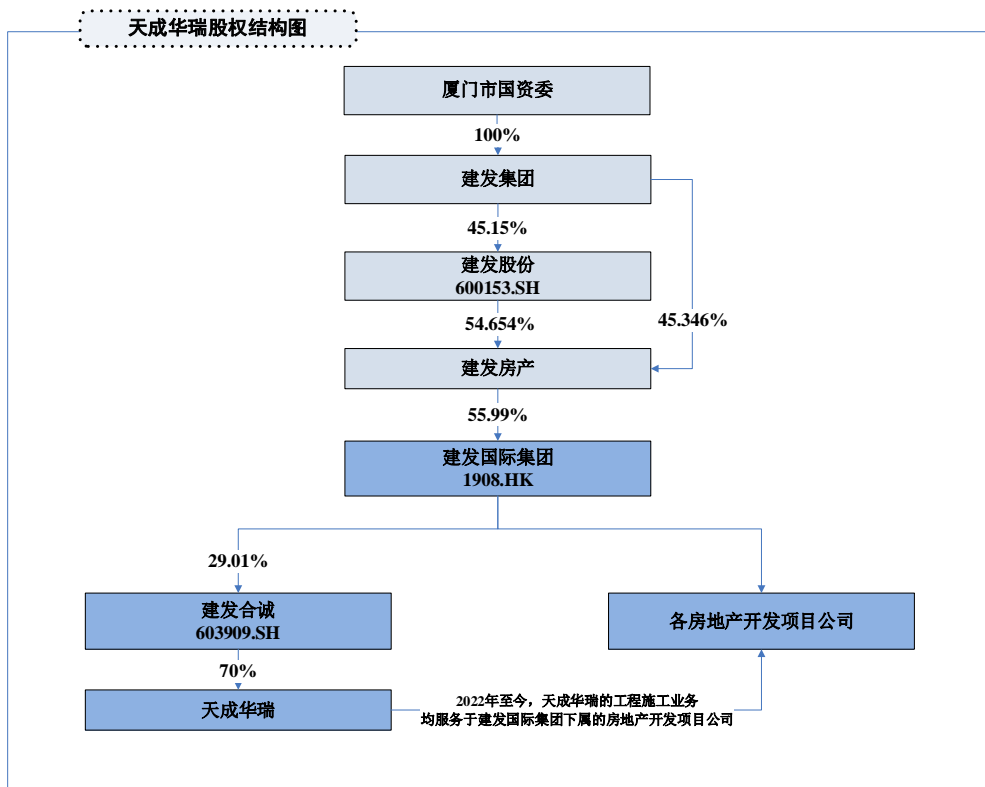 天成华瑞股权结构图
厦门市国资委
100%
建发集团
45.15%
建发股份
600153.SH
54.654%
45.346%
建发房产
55.99%
建发国际集团
1908.HK
29.01%
建发合诚
603909.SH
各房地产开发项目公司
70%
天成华瑞
2022年至今，天成华瑞的工程施工业务
均服务于建发国际集团下属的房地产开发项目公司